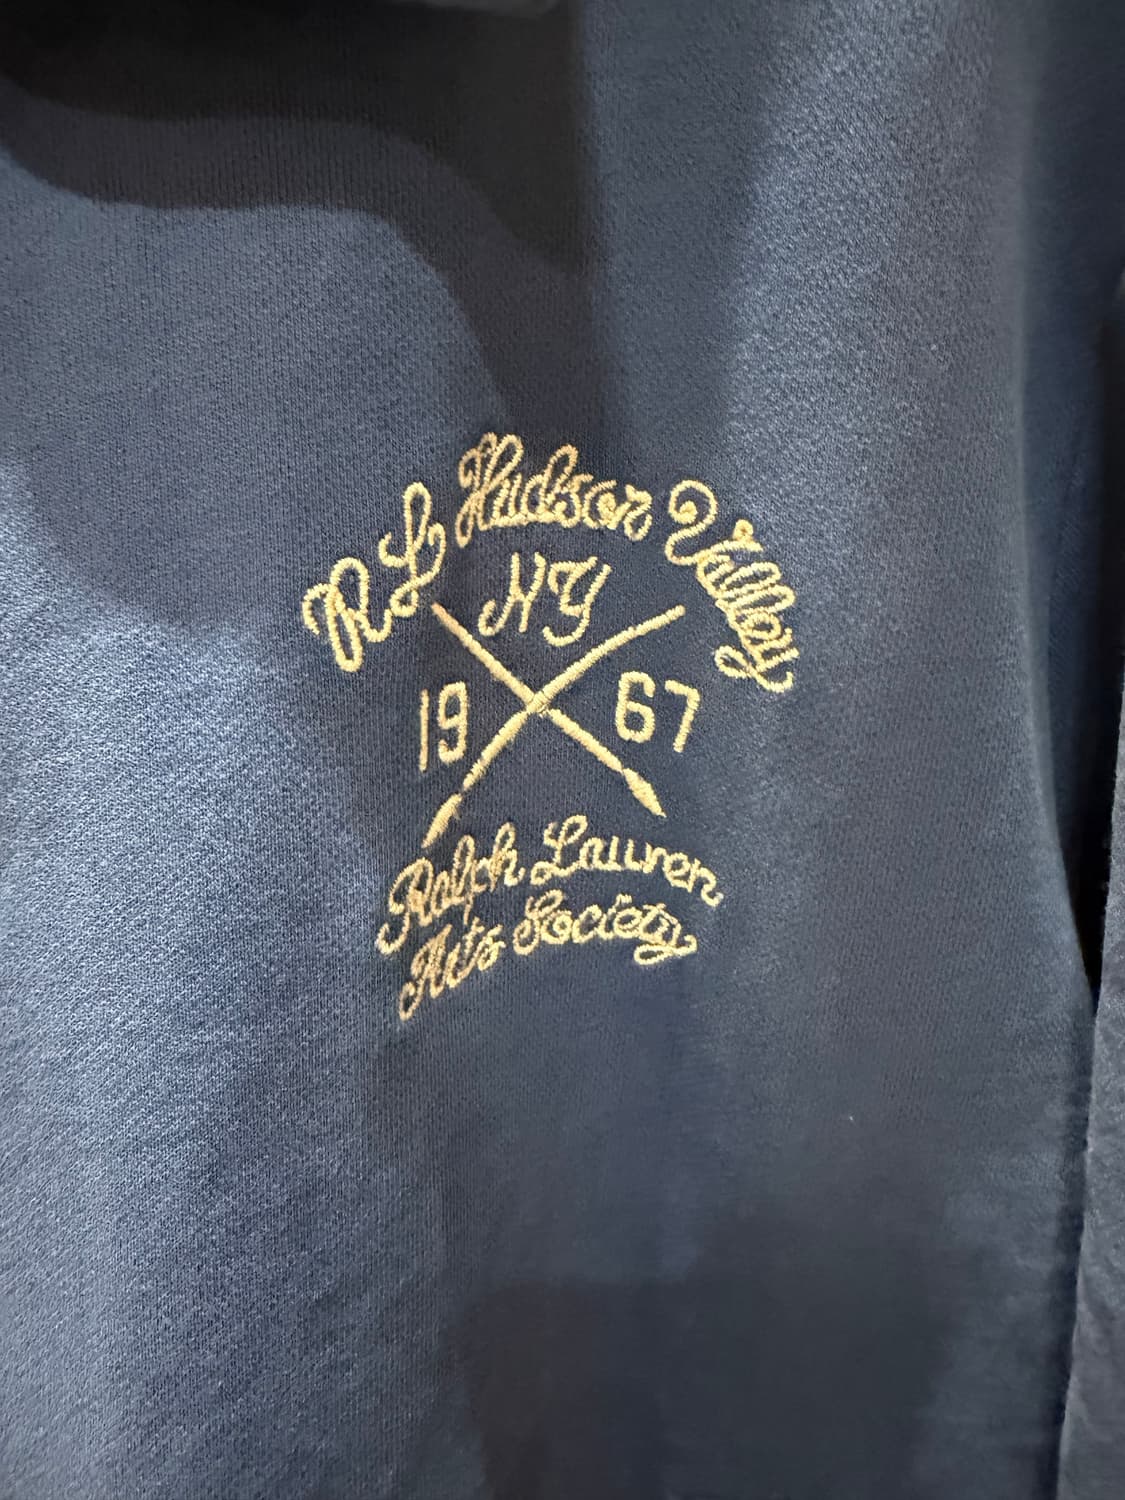 RL Hudson Valley
NY
19 67
Ralph Lauren
Arts Society